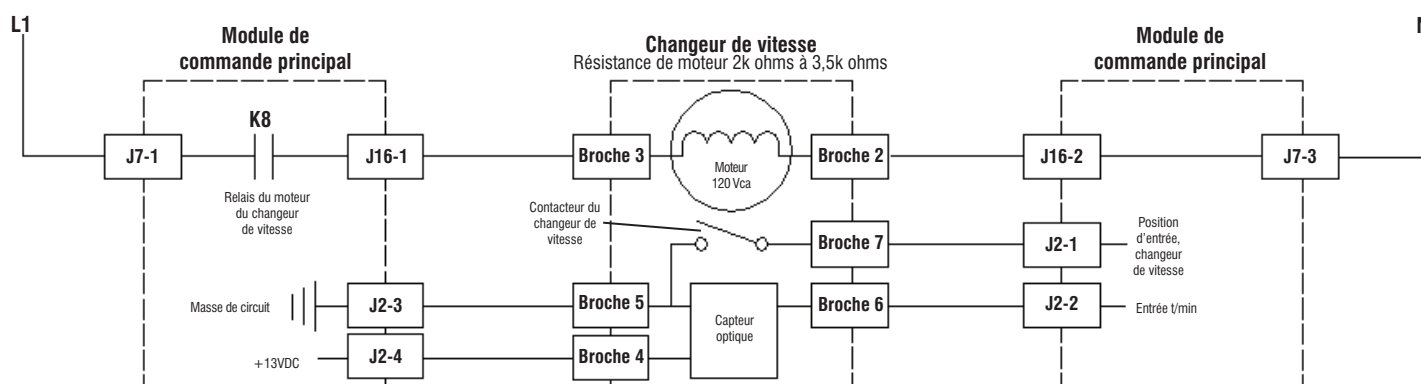 L1
Module de
commande principal
Changeur de vitesse
Résistance de moteur 2k ohms à 3,5k ohms
Module de
commande principal
K8
J7-1
J16-1
Broche 3
Moteur
120 Vca
Broche 2
J16-2
J7-3
Relais du moteur
du changeur
de vitesse
Contacteur du
changeur de
vitesse
Broche 7
J2-1
Position
d'entrée,
changeur
de vitesse
Masse de circuit
J2-3
Broche 5
Capteur
optique
Broche 6
J2-2
Entrée t/min
+13VDC
J2-4
Broche 4